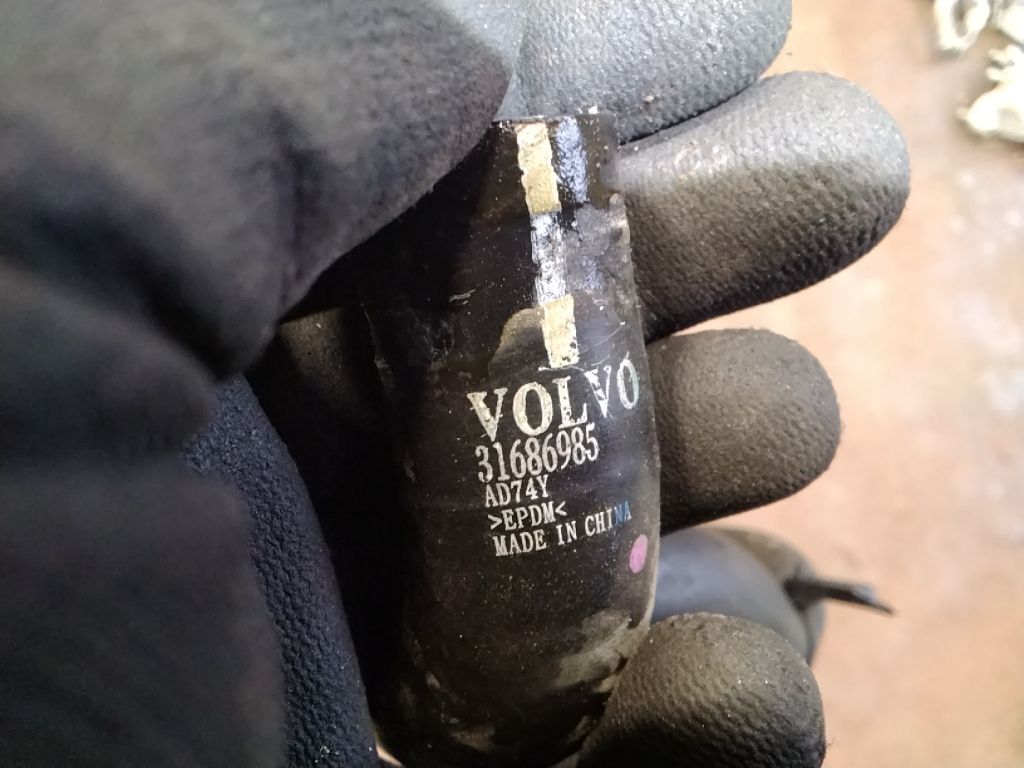 VOLVO
31686985
AD74Y
>EPDM<
MADE IN CHINA